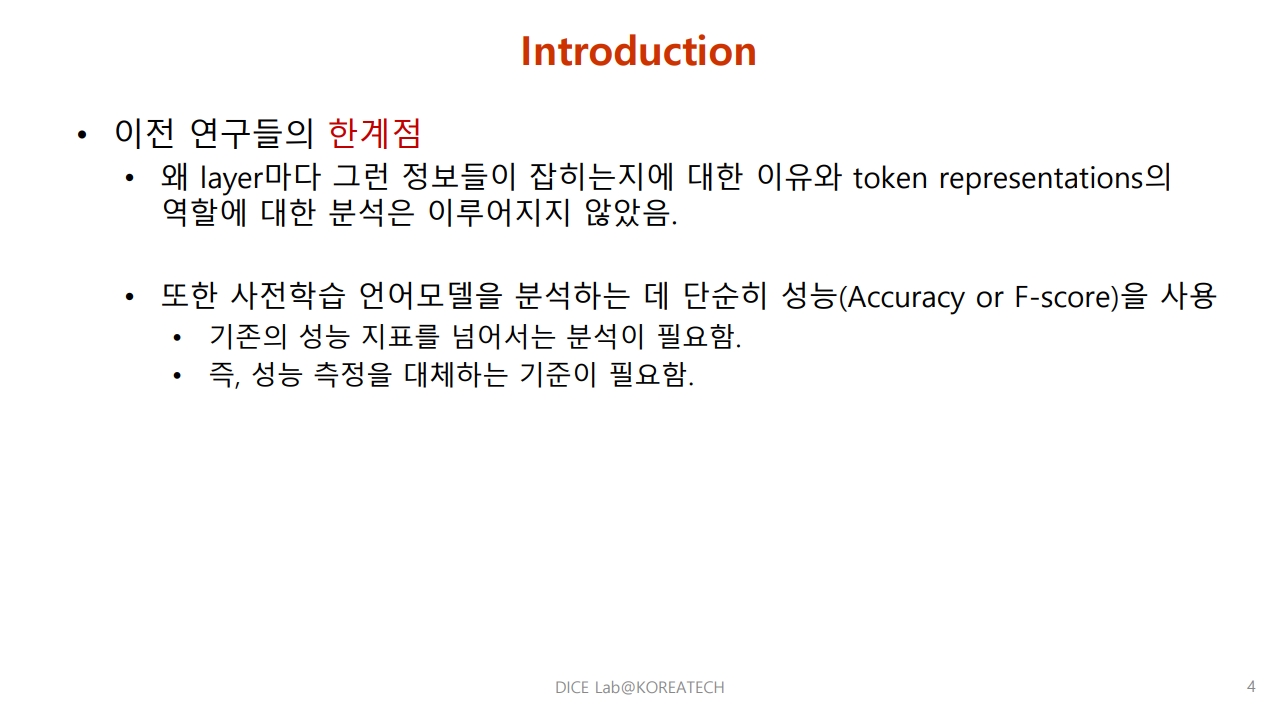 Introduction
• 이전 연구들의 한계점
• 왜 layer마다 그런 정보들이 잡히는지에 대한 이유와 token representations의
역할에 대한 분석은 이루어지지 않았음.
• 또한 사전학습 언어모델을 분석하는 데 단순히 성능(Accuracy or F-score)을 사용
• 기존의 성능 지표를 넘어서는 분석이 필요함.
• 즉, 성능 측정을 대체하는 기준이 필요함.
DICE Lab@KOREATECH
4